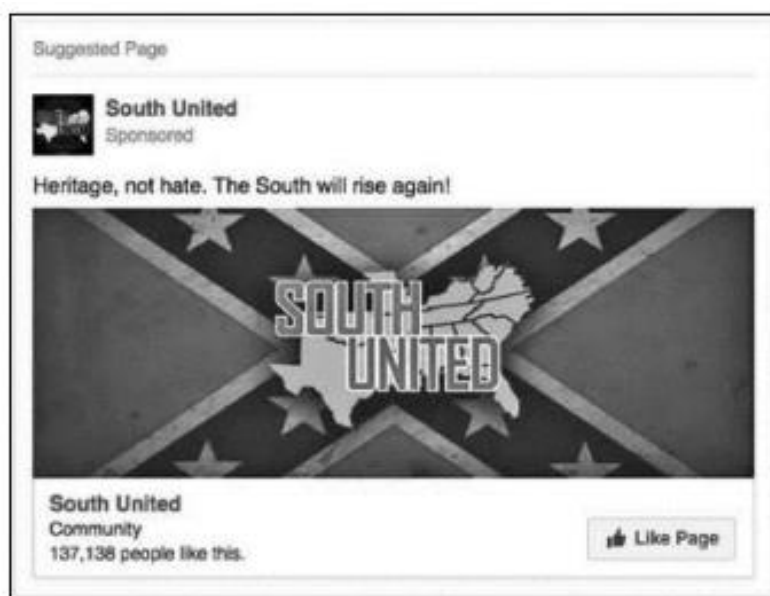 Suggested Page
South United
Sponsored
Heritage, not hate. The South will rise again!
SOUTH
UNITED
South United
Community
137,138 people like this.
Like Page